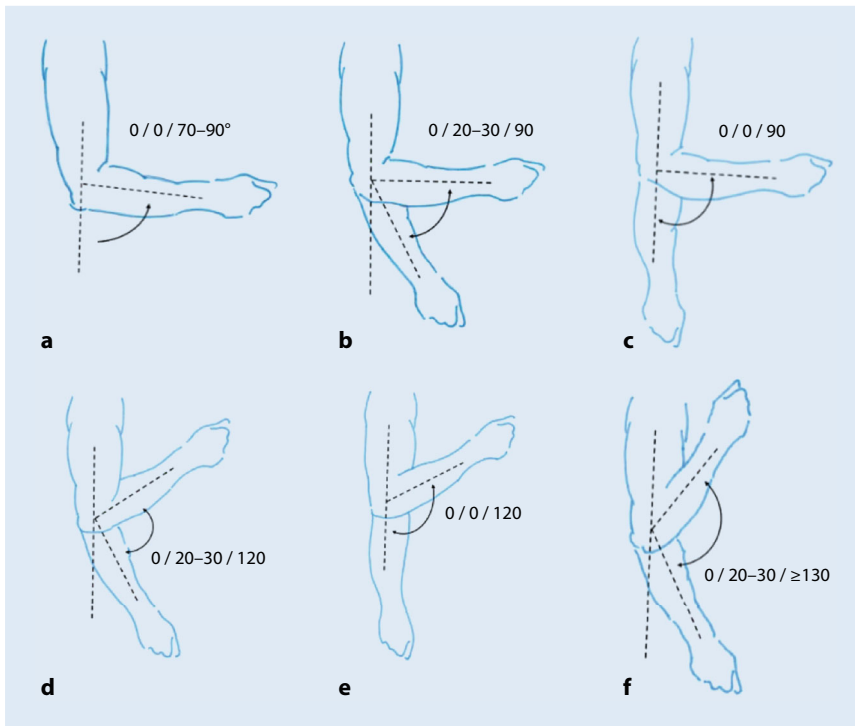 0 / 0 / 70–90°
0 / 20–30 / 90
0 / 0 / 90
a
b
c
0 / 20–30 / 120
0 / 0 / 120
0 / 20–30 / ≥130
d
e
f